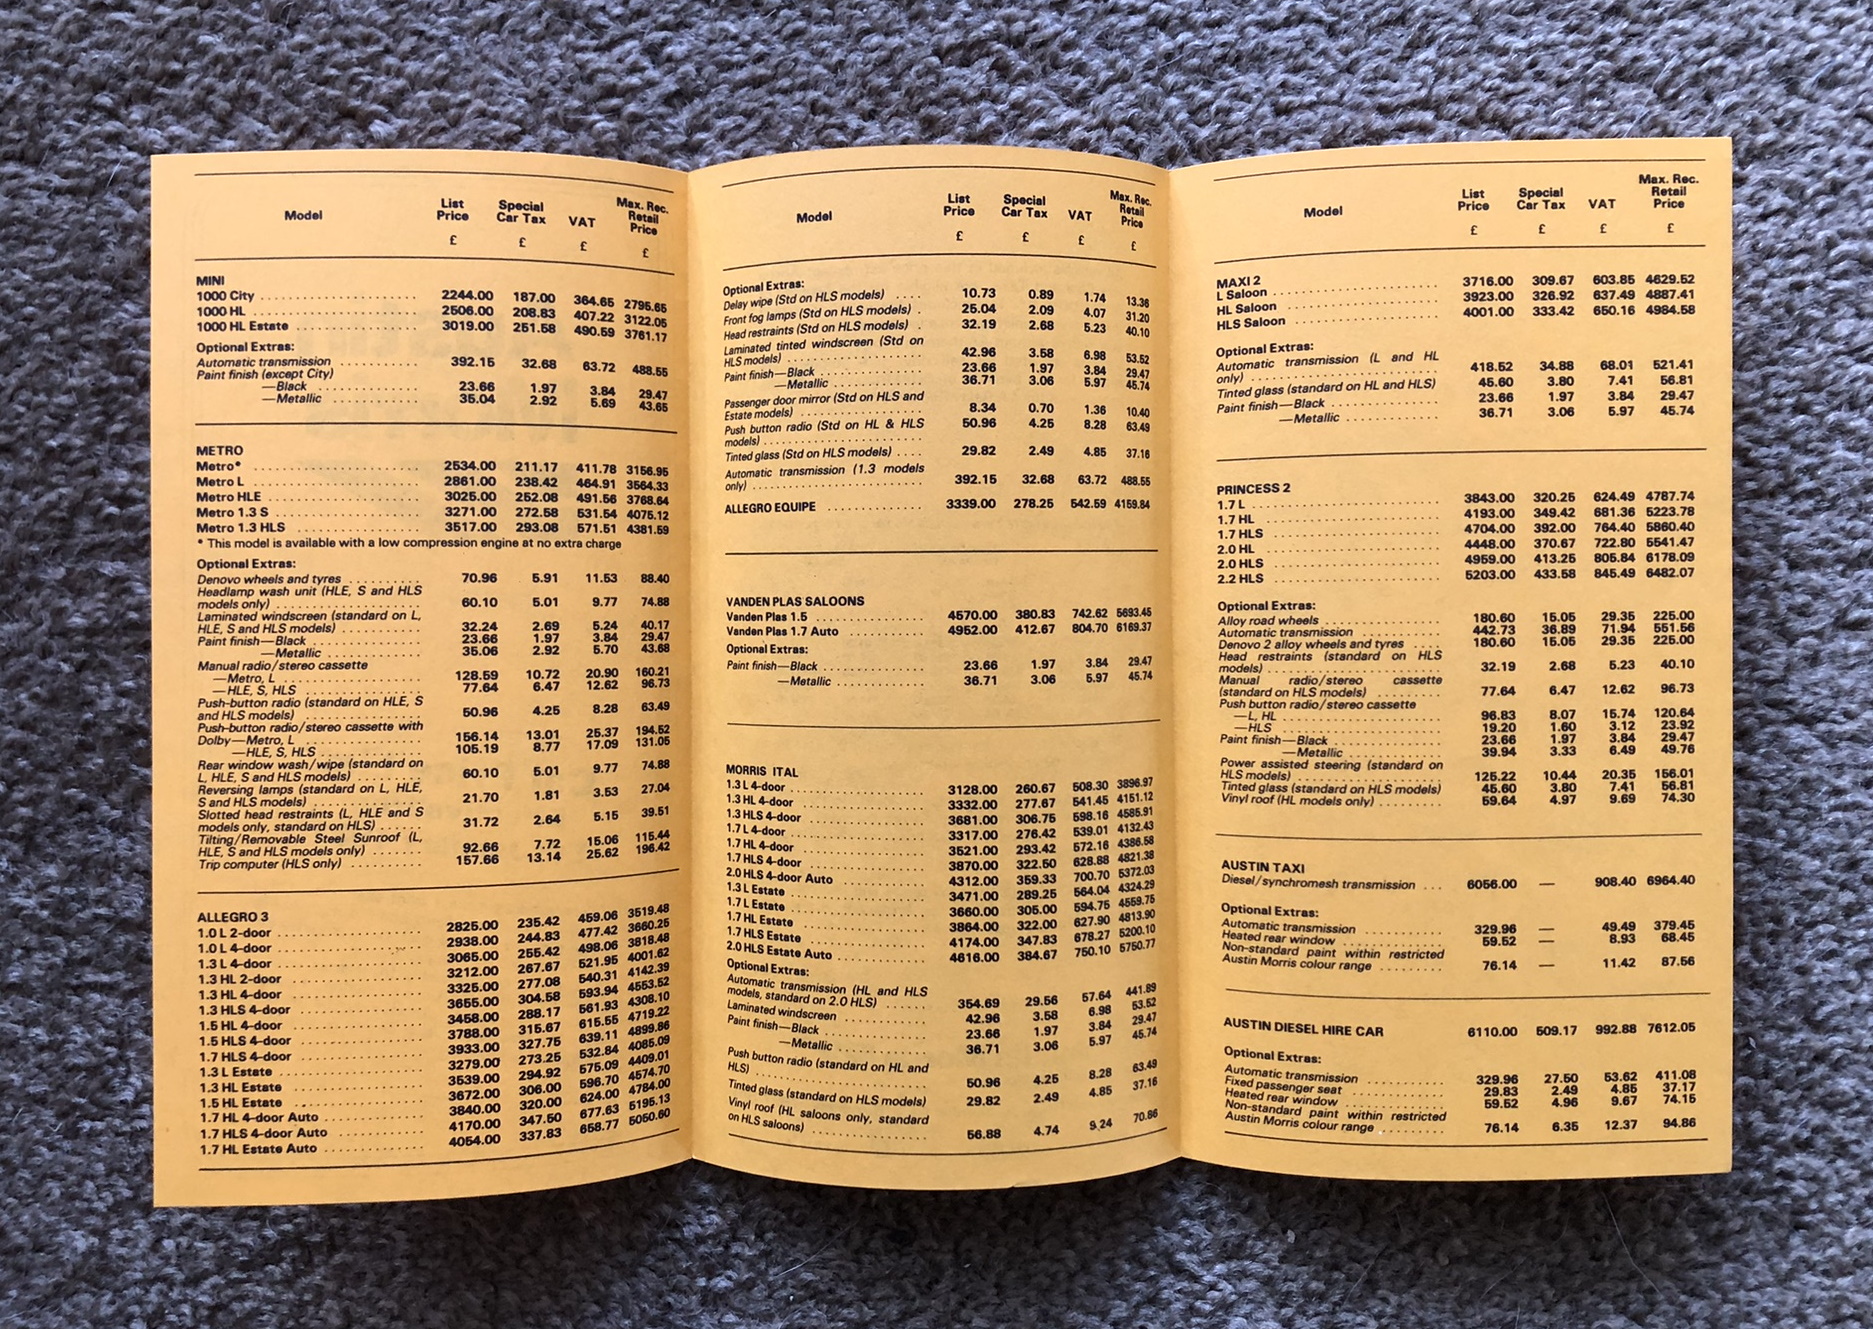 Model List Price Special Car Tax VAT Max. Rec. Retail Price
£ £ £ £
MINI
1000 City 2244.00 187.00 364.65 2795.65
1000 HL 2506.00 208.83 407.22 3122.05
1000 HL Estate 3019.00 251.58 490.59 3761.17
Optional Extras:
Automatic transmission 392.15 32.68 63.72 488.55
Paint finish (except City)
—Black 23.66 1.97 3.84 29.47
—Metallic 35.04 2.92 5.69 43.65
METRO
Metro* 2534.00 211.17 411.78 3156.95
Metro L 2861.00 238.42 464.91 3564.33
Metro HLE 3025.00 252.08 491.56 3768.64
Metro 1.3 S 3271.00 272.58 531.54 4075.12
Metro 1.3 HLS 3517.00 293.08 571.51 4381.59
* This model is available with a low compression engine at no extra charge
Optional Extras:
Denovo wheels and tyres 70.96 5.91 11.53 88.40
Headlamp wash unit (HLE, S and HLS
models only) 60.10 5.01 9.77 74.88
Laminated windscreen (standard on L,
HLE, S and HLS models) 32.24 2.69 5.24 40.17
Paint finish—Black 23.66 1.97 3.84 29.47
—Metallic 35.06 2.92 5.70 43.68
Manual radio/stereo cassette
—Metro, L 128.59 10.72 20.90 160.21
—HLE, S, HLS 77.64 6.47 12.62 96.73
Push-button radio (standard on HLE, S
and HLS models) 50.96 4.25 8.28 63.49
Push-button radio/stereo cassette with
Dolby—Metro, L 156.14 13.01 25.37 194.52
—HLE, S, HLS 105.19 8.77 17.09 131.05
Rear window wash/wipe (standard on
L, HLE, S and HLS models) 60.10 5.01 9.77 74.88
Reversing lamps (standard on L, HLE,
S and HLS models) 21.70 1.81 3.53 27.04
Slotted head restraints (L, HLE and S
models only, standard on HLS) 31.72 2.64 5.15 39.51
Tilting/Removable Steel Sunroof (L,
HLE, S and HLS models only) 92.66 7.72 15.06 115.44
Trip computer (HLS only) 157.66 13.14 25.62 196.42
ALLEGRO 3
1.0 L 2-door 2825.00 235.42 459.06 3519.48
1.0 L 4-door 2938.00 244.83 477.42 3660.25
1.3 L 4-door 3065.00 255.42 498.06 3818.48
1.3 HL 2-door 3212.00 267.67 521.95 4001.62
1.3 HL 4-door 3325.00 277.08 540.31 4142.39
1.3 HLS 4-door 3655.00 304.58 593.94 4553.52
1.5 HL 4-door 3458.00 288.17 561.93 4308.10
1.5 HLS 4-door 3788.00 315.67 615.55 4719.22
1.7 HLS 4-door 3933.00 327.75 639.11 4899.86
1.3 L Estate 3279.00 273.25 532.84 4085.09
1.3 HL Estate 3539.00 294.92 575.09 4409.01
1.5 HL Estate 3672.00 306.00 596.70 4574.70
1.7 HL 4-door Auto 3840.00 320.00 624.00 4784.00
1.7 HLS 4-door Auto 4170.00 347.50 677.63 5195.13
1.7 HL Estate Auto 4054.00 337.83 658.77 5050.60
Model List Price Special Car Tax VAT Max. Rec. Retail Price
£ £ £ £
Optional Extras:
Delay wipe (Std on HLS models) 10.73 0.89 1.74 13.36
Front fog lamps (Std on HLS models) 25.04 2.09 4.07 31.20
Head restraints (Std on HLS models) 32.19 2.68 5.23 40.10
Laminated tinted windscreen (Std on
HLS models) 42.96 3.58 6.98 53.52
Paint finish—Black 23.66 1.97 3.84 29.47
—Metallic 36.71 3.06 5.97 45.74
Passenger door mirror (Std on HLS and
Estate models) 8.34 0.70 1.36 10.40
Push button radio (Std on HL & HLS
models) 50.96 4.25 8.28 63.49
Tinted glass (Std on HLS models) 29.82 2.49 4.85 37.16
Automatic transmission (1.3 models
only) 392.15 32.68 63.72 488.55
ALLEGRO EQUIPE 3339.00 278.25 542.59 4159.84
VANDEN PLAS SALOONS
Vanden Plas 1.5 4570.00 380.83 742.62 5693.45
Vanden Plas 1.7 Auto 4952.00 412.67 804.70 6169.37
Optional Extras:
Paint finish—Black 23.66 1.97 3.84 29.47
—Metallic 36.71 3.06 5.97 45.74
MORRIS ITAL
1.3 L 4-door 3128.00 260.67 508.30 3896.97
1.3 HL 4-door 3332.00 277.67 541.45 4151.12
1.3 HLS 4-door 3681.00 306.75 598.16 4585.91
1.7 L 4-door 3317.00 276.42 539.01 4132.43
1.7 HL 4-door 3521.00 293.42 572.16 4386.58
1.7 HLS 4-door 3870.00 322.50 628.88 4821.38
2.0 HLS 4-door Auto 4312.00 359.33 700.70 5372.03
1.3 L Estate 3471.00 289.25 564.04 4324.29
1.7 L Estate 3660.00 305.00 594.75 4559.75
1.7 HL Estate 3864.00 322.00 627.90 4813.90
1.7 HLS Estate 4174.00 347.83 678.27 5200.10
2.0 HLS Estate Auto 4616.00 384.67 750.10 5750.77
Optional Extras:
Automatic transmission (HL and HLS
models, standard on 2.0 HLS) 354.69 29.56 57.64 441.89
Laminated windscreen 42.96 3.58 6.98 53.52
Paint finish—Black 23.66 1.97 3.84 29.47
—Metallic 36.71 3.06 5.97 45.74
Push button radio (standard on HL and
HLS) 50.96 4.25 8.28 63.49
Tinted glass (standard on HLS models) 29.82 2.49 4.85 37.16
Vinyl roof (HL saloons only, standard
on HLS saloons) 56.88 4.74 9.24 70.86
Model List Price Special Car Tax VAT Max. Rec. Retail Price
£ £ £ £
MAXI 2
L Saloon 3716.00 309.67 603.85 4629.52
HL Saloon 3923.00 326.92 637.49 4887.41
HLS Saloon 4001.00 333.42 650.16 4984.58
Optional Extras:
Automatic transmission (L and HL
only) 418.52 34.88 68.01 521.41
Tinted glass (standard on HL and HLS) 45.60 3.80 7.41 56.81
Paint finish—Black 23.66 1.97 3.84 29.47
—Metallic 36.71 3.06 5.97 45.74
PRINCESS 2
1.7 L 3843.00 320.25 624.49 4787.74
1.7 HL 4193.00 349.42 681.36 5223.78
1.7 HLS 4704.00 392.00 764.40 5860.40
2.0 HL 4448.00 370.67 722.80 5541.47
2.0 HLS 4959.00 413.25 805.84 6178.09
2.2 HLS 5203.00 433.58 845.49 6482.07
Optional Extras:
Alloy road wheels 180.60 15.05 29.35 225.00
Automatic transmission 442.73 36.89 71.94 551.56
Denovo 2 alloy wheels and tyres 180.60 15.05 29.35 225.00
Head restraints (standard on HLS
models) 32.19 2.68 5.23 40.10
Manual radio/stereo cassette
(standard on HLS models) 77.64 6.47 12.62 96.73
Push button radio/stereo cassette
—L, HL 96.83 8.07 15.74 120.64
—HLS 19.20 1.60 3.12 23.92
Paint finish—Black 23.66 1.97 3.84 29.47
—Metallic 39.94 3.33 6.49 49.76
Power assisted steering (standard on
HLS models) 125.22 10.44 20.35 156.01
Tinted glass (standard HLS models) 45.60 3.80 7.41 56.81
Vinyl roof (HL models only) 59.64 4.97 9.69 74.30
AUSTIN TAXI
Diesel/synchromesh transmission 6056.00 — 908.40 6964.40
Optional Extras:
Automatic transmission 329.96 — 49.49 379.45
Heated rear window 59.52 — 8.93 68.45
Non-standard paint within restricted
Austin Morris colour range 76.14 — 11.42 87.56
AUSTIN DIESEL HIRE CAR 6110.00 509.17 992.88 7612.05
Optional Extras:
Automatic transmission 329.96 27.50 53.62 411.08
Fixed passenger seat 29.83 2.49 4.85 37.17
Heated rear window 59.52 4.96 9.67 74.15
Non-standard paint within restricted
Austin Morris colour range 76.14 6.35 12.37 94.86